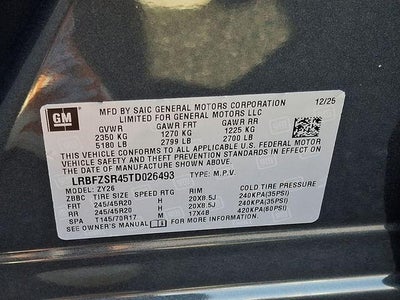 GM
MFD BY SAIC GENERAL MOTORS CORPORATION 12/25
LIMITED FOR GENERAL MOTORS LLC
GVWR GAWR FRT GAWR RR
2350 KG 1270 KG 1225 KG
5180 LB 2799 LB 2700 LB
THIS VEHICLE CONFORMS TO ALL APPLICABLE U.S. FEDERAL MOTOR
VEHICLE SAFETY AND THEFT PREVENTION STANDARDS IN EFFECT ON
THE DATE OF MANUFACTURE SHOWN ABOVE.
LRBFZSR45TD026493 TYPE: M.P.V.
MODEL: ZY26
ZBBC TIRE SIZE SPEED RTG RIM COLD TIRE PRESSURE
FRT 245/45R20 H 20X8.5J 240KPA(35PSI)
RR 245/45R20 H 20X8.5J 240KPA(35PSI)
SPA T145/70R17 M 17X4B 420KPA(60PSI)
SEE OWNER'S MANUAL FOR ADDITIONAL INFORMATION.